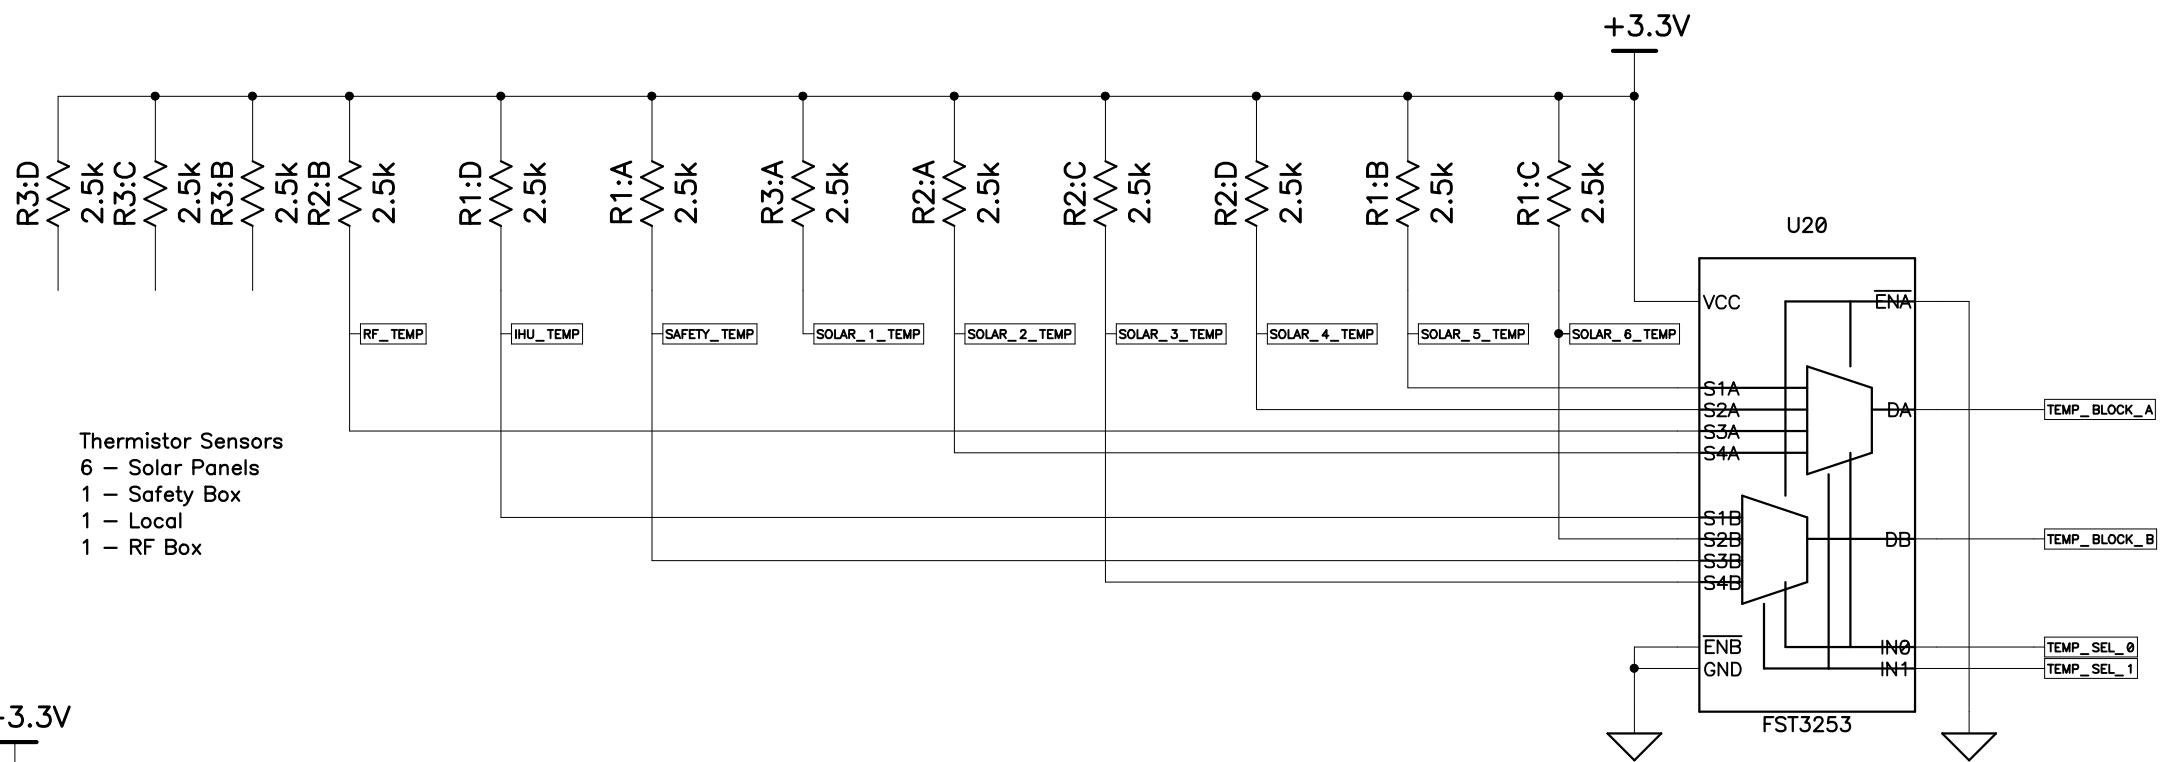 +3.3V
R3:D
2.5k
R3:C
2.5k
R3:B
2.5k
R2:B
2.5k
R1:D
2.5k
R1:A
2.5k
R3:A
2.5k
R2:A
2.5k
R2:C
2.5k
R2:D
2.5k
R1:B
2.5k
R1:C
2.5k
U20
VCC
ENA
RF_TEMP
IHU_TEMP
SAFETY_TEMP
SOLAR_1_TEMP
SOLAR_2_TEMP
SOLAR_3_TEMP
SOLAR_4_TEMP
SOLAR_5_TEMP
SOLAR_6_TEMP
S1A
S2A
S3A
S4A
DA
TEMP_BLOCK_A
Thermistor Sensors
6 – Solar Panels
1 – Safety Box
1 – Local
1 – RF Box
S1B
S2B
S3B
S4B
DB
TEMP_BLOCK_B
ENB
GND
IN0
IN1
TEMP_SEL_0
TEMP_SEL_1
FST3253
+3.3V